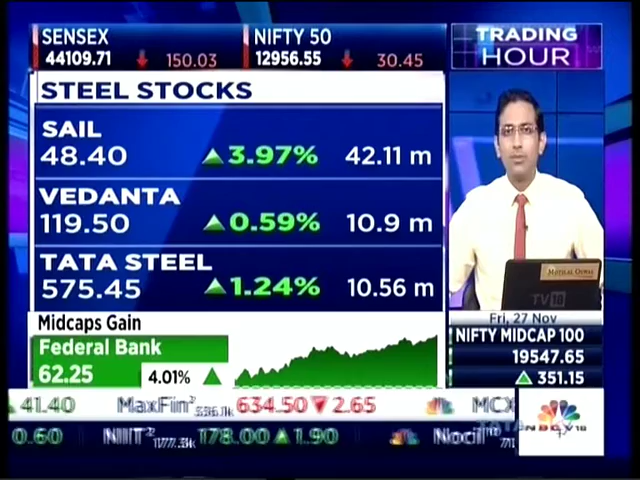 SENSEX
44109.71 150.03
NIFTY 50
12956.55 30.45
TRADING
HOUR
STEEL STOCKS
SAIL
48.40 3.97% 42.11 m
VEDANTA
119.50 0.59% 10.9 m
TATA STEEL
575.45 1.24% 10.56 m
Midcaps Gain
Federal Bank
62.25 4.01%
TV18
Fri, 27 Nov
NIFTY MIDCAP 100
19547.65
351.15
41.40 MaxFin 634.50 2.65 MCX
0.60 NIIT 178.00 1.90 Nocil